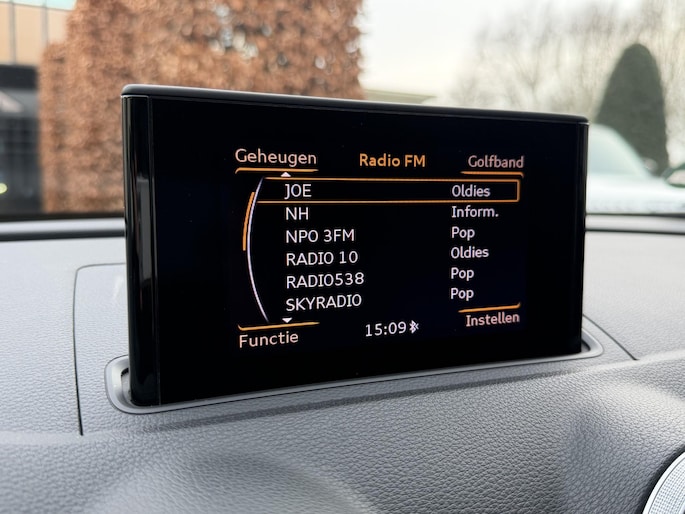 Geheugen Radio FM Golfband
JOE Oldies
NH Inform.
NPO 3FM Pop
RADIO 10 Oldies
RADIO538 Pop
SKYRADIO Pop
Functie 15:09 Instellen